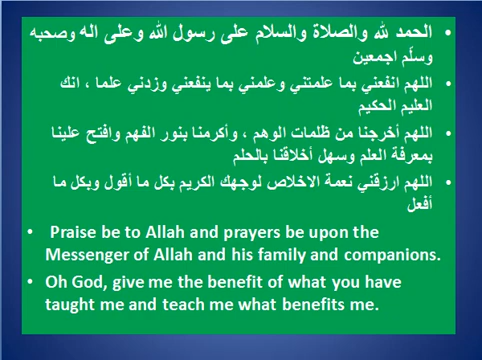 • الحمد لله والصلاة والسلام على رسول الله وعلى اله وصحبه
وسلّم اجمعين
• اللهم انفعني بما علمتني وعلمني بما ينفعني وزدني علما ، انك
العليم الحكيم
• اللهم أخرجنا من ظلمات الوهم ، وأكرمنا بنور الفهم وافتح علينا
بمعرفة العلم وسهل أخلاقنا بالحلم
• اللهم ارزقني نعمة الاخلاص لوجهك الكريم بكل ما أقول وبكل ما
أفعل
• Praise be to Allah and prayers be upon the
Messenger of Allah and his family and companions.
• Oh God, give me the benefit of what you have
taught me and teach me what benefits me.